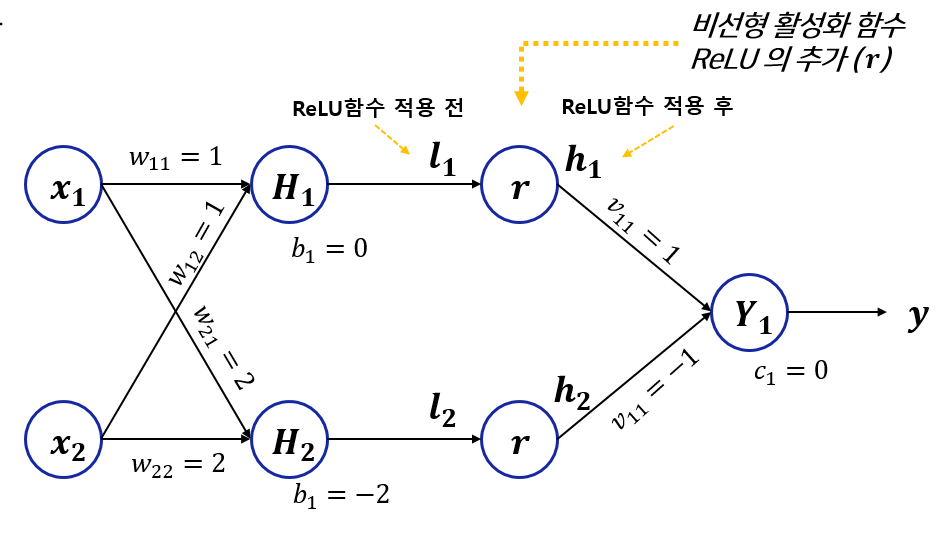 비선형 활성화 함수
ReLU 의 추가 (r)
ReLU함수 적용 전
ReLU함수 적용 후
x₁
w₁₁ = 1
H₁
l₁
r
h₁
b₁ = 0
w₁₂ = 1
v₁₁ = 1
w₂₁ = 2
Y₁
y
c₁ = 0
x₂
w₂₂ = 2
H₂
l₂
r
h₂
v₁₁ = −1
b₁ = −2